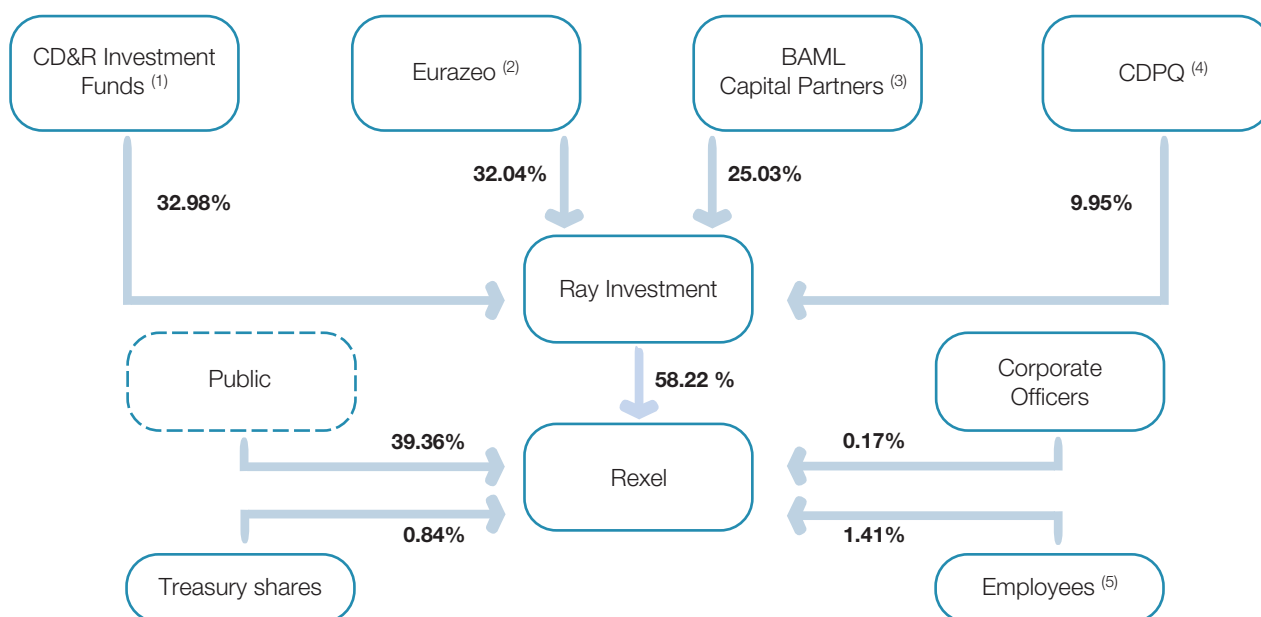 CD&R Investment
Funds (1)
Eurazeo (2)
BAML
Capital Partners (3)
CDPQ (4)
32.98%
32.04%
25.03%
9.95%
Ray Investment
58.22 %
Public
39.36%
Corporate
Officers
0.17%
Rexel
Treasury shares
0.84%
Employees (5)
1.41%